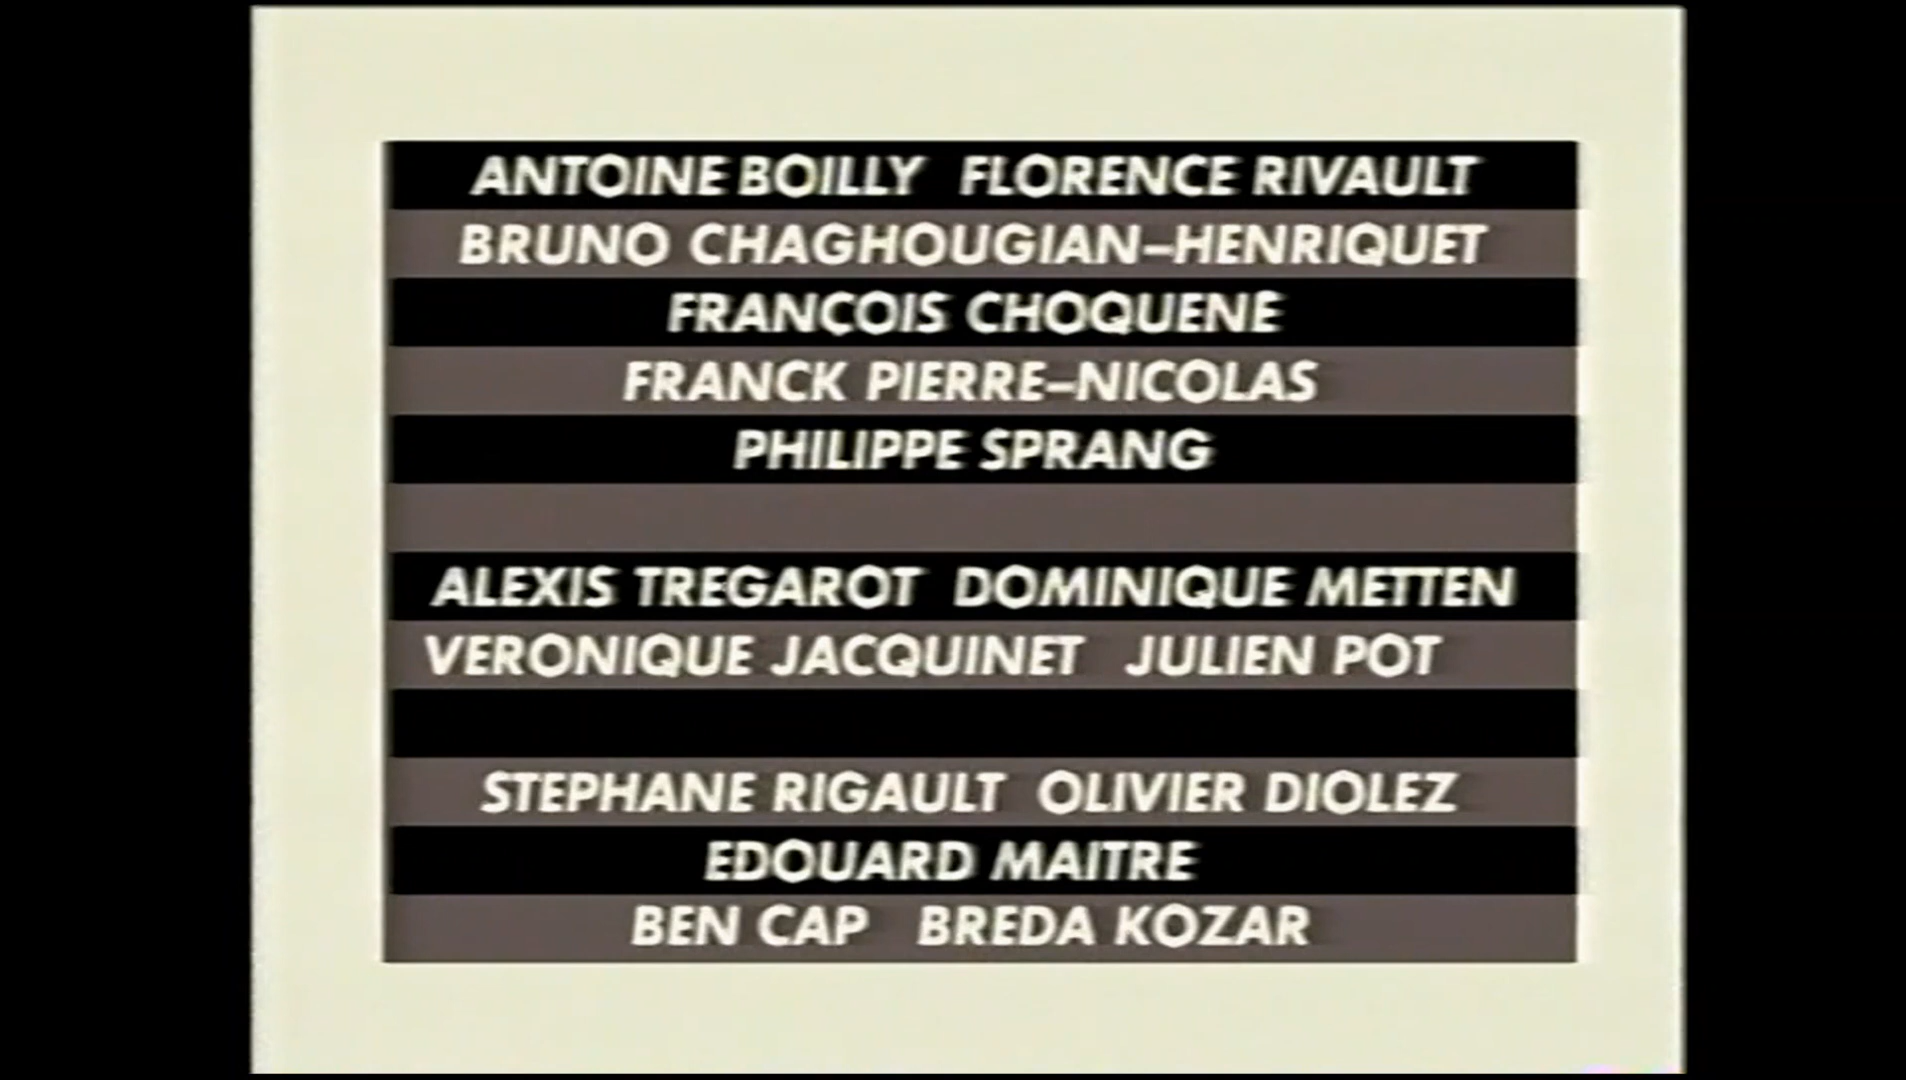 ANTOINE BOILLY FLORENCE RIVAULT
BRUNO CHAGHOUGIAN-HENRIQUET
FRANÇOIS CHOQUENÉ
FRANCK PIERRE-NICOLAS
PHILIPPE SPRANG
ALEXIS TREGAROT DOMINIQUE METTEN
VERONIQUE JACQUINET JULIEN POT
STEPHANE RIGAULT OLIVIER DIOLEZ
EDOUARD MAITRE
BEN CAP BREDA KOZAR